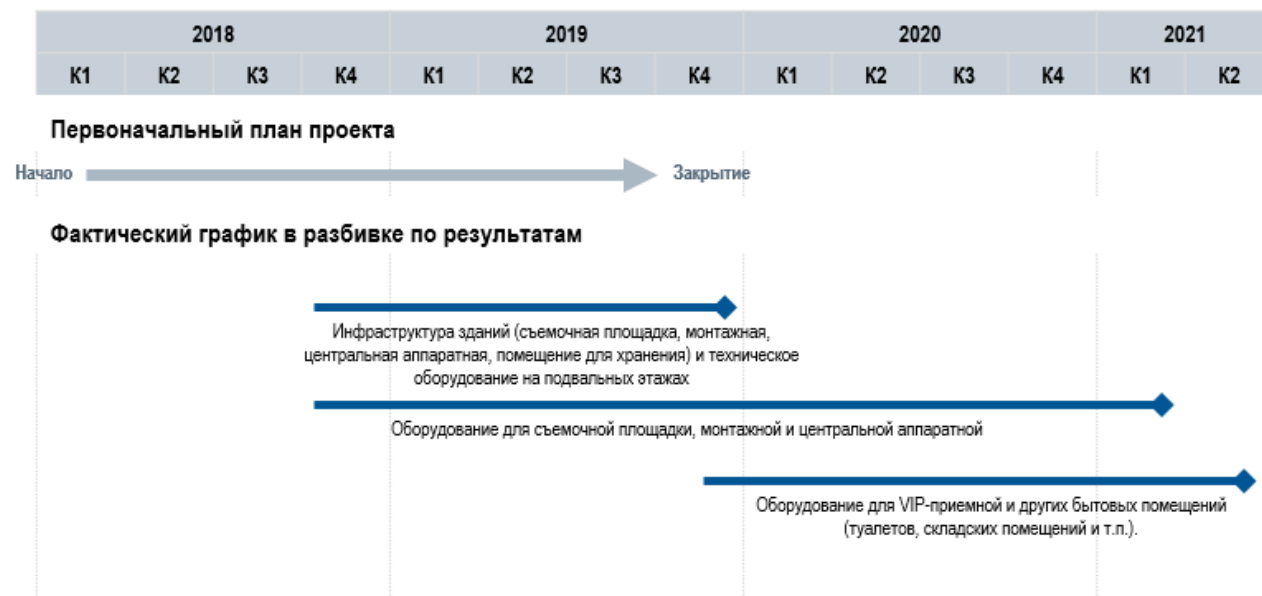 2018 2019 2020 2021
К1 К2 К3 К4 К1 К2 К3 К4 К1 К2 К3 К4 К1 К2
Первоначальный план проекта
Начало Закрытие
Фактический график в разбивке по результатам
Инфраструктура зданий (съемочная площадка, монтажная,
центральная аппаратная, помещение для хранения) и техническое
оборудование на подвальных этажах
Оборудование для съемочной площадки, монтажной и центральной аппаратной
Оборудование для VIP-приемной и других бытовых помещений
(туалетов, складских помещений и т.п.).